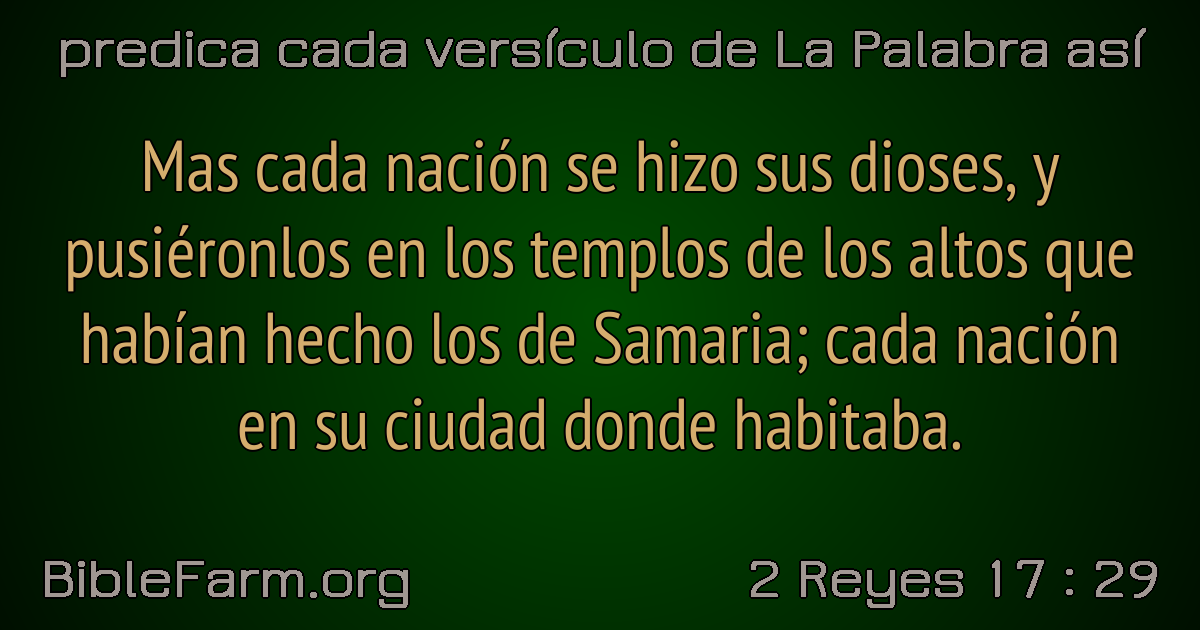 predica cada versículo de La Palabra así
Mas cada nación se hizo sus dioses, y
pusiéronlos en los templos de los altos que
habían hecho los de Samaria; cada nación
en su ciudad donde habitaba.
BibleFarm.org
2 Reyes 17 : 29